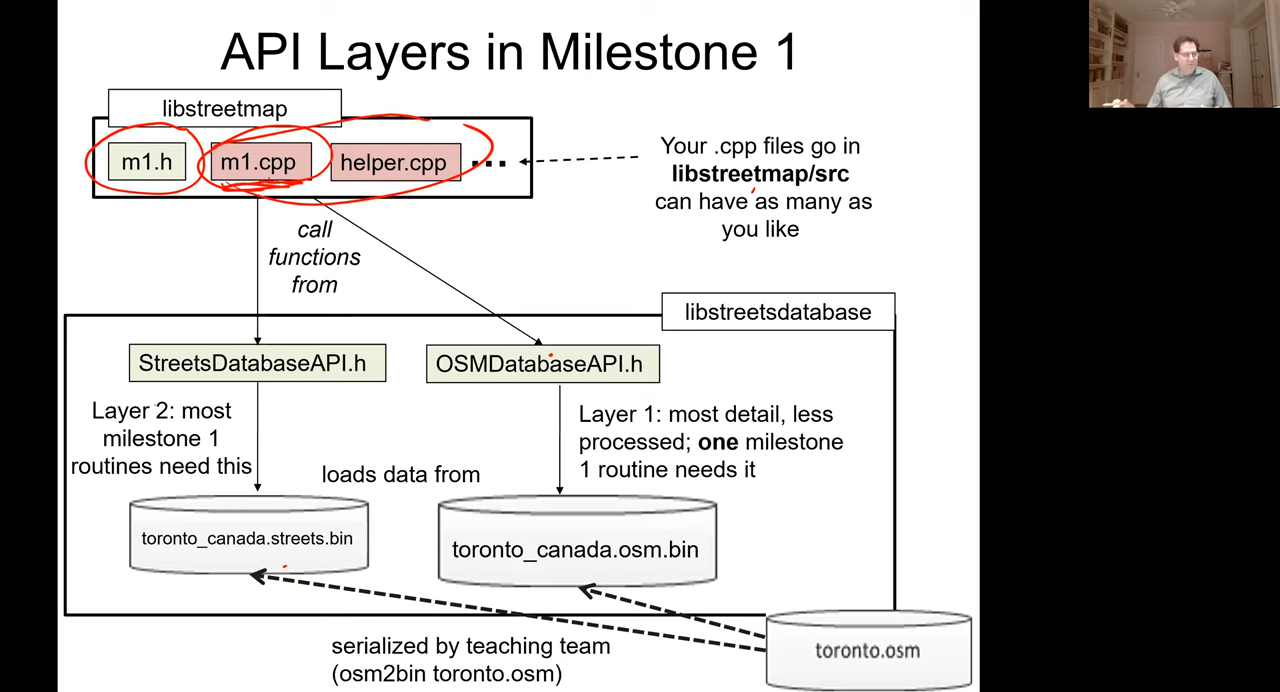 API Layers in Milestone 1
libstreetmap
m1.h
m1.cpp
helper.cpp
...
Your .cpp files go in
libstreetmap/src
can have as many as
you like
call
functions
from
libstreetsdatabase
StreetsDatabaseAPI.h
OSMDatabaseAPI.h
Layer 2: most
milestone 1
routines need this
Layer 1: most detail, less
processed; one milestone
1 routine needs it
loads data from
toronto_canada.streets.bin
toronto_canada.osm.bin
serialized by teaching team
(osm2bin toronto.osm)
toronto.osm